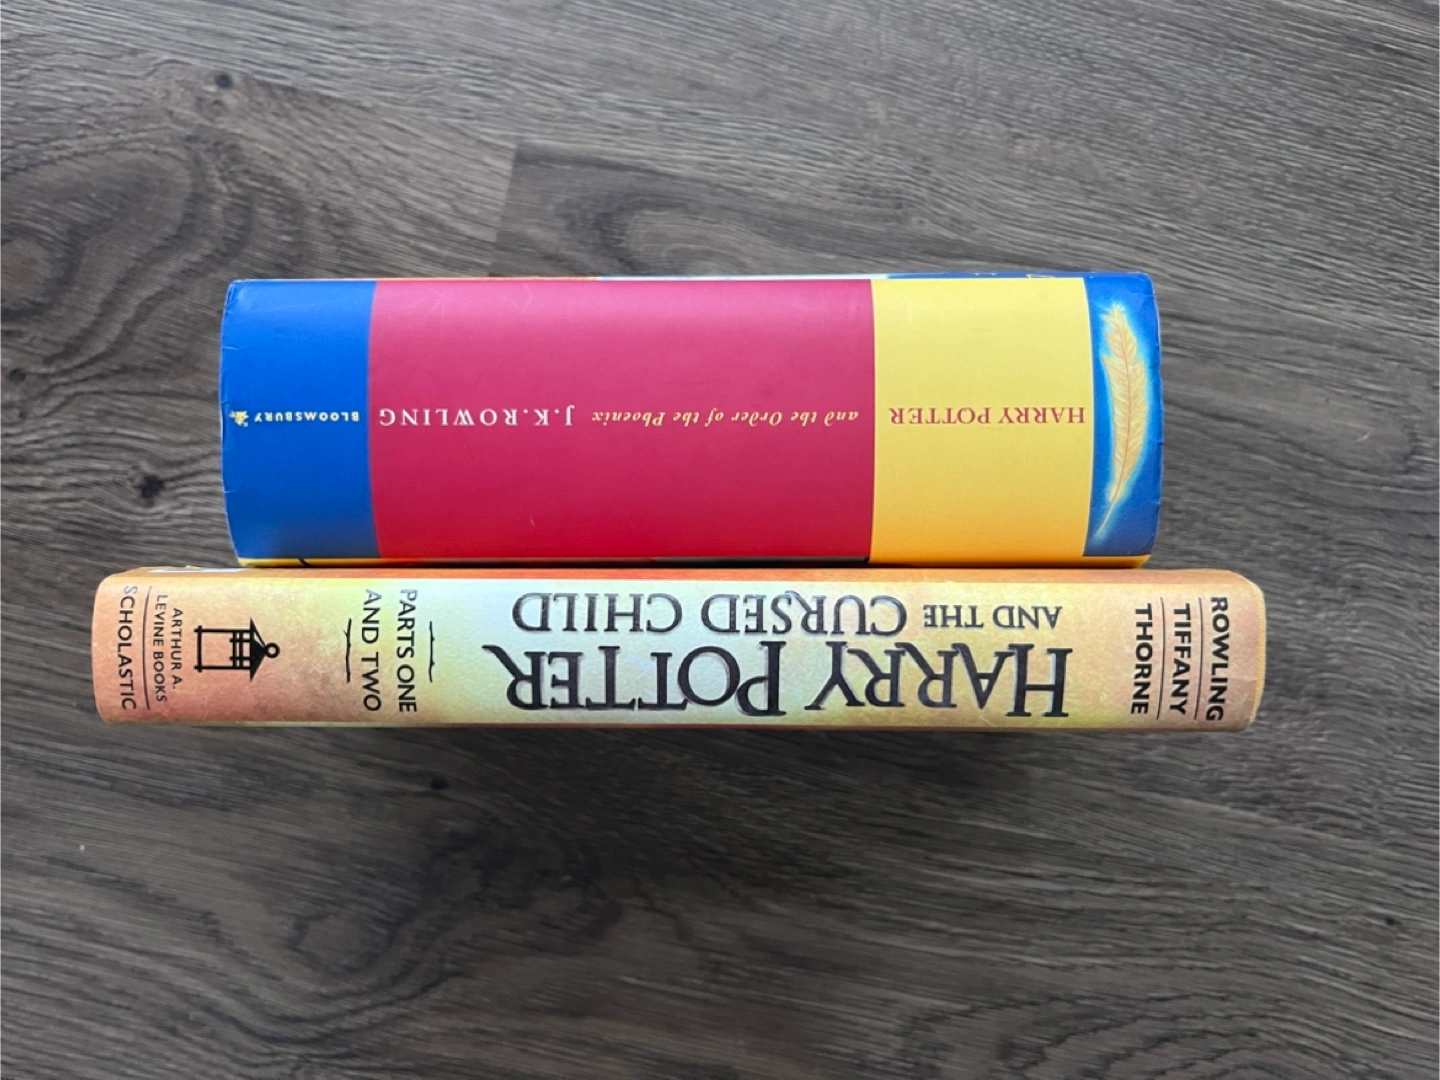 HARRY POTTER
and the Order of the Phoenix
J.K.ROWLING
BLOOMSBURY
ROWLING
TIFFANY
THORNE
HARRY POTTER
AND THE CURSED CHILD
PARTS ONE
AND TWO
ARTHUR A.
LEVINE BOOKS
SCHOLASTIC